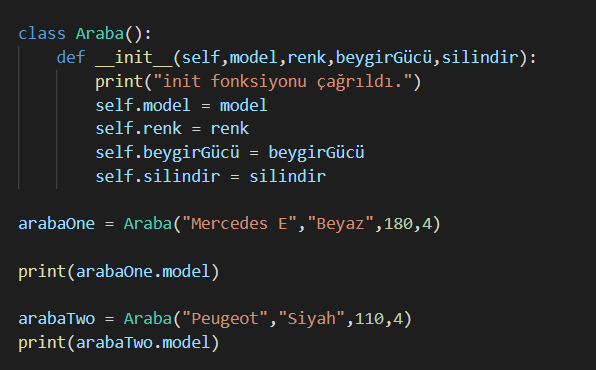 class Araba():
    def __init__(self,model,renk,beygirGücü,silindir):
        print("init fonksiyonu çağrıldı.")
        self.model = model
        self.renk = renk
        self.beygirGücü = beygirGücü
        self.silindir = silindir
arabaOne = Araba("Mercedes E","Beyaz",180,4)
print(arabaOne.model)
arabaTwo = Araba("Peugeot","Siyah",110,4)
print(arabaTwo.model)